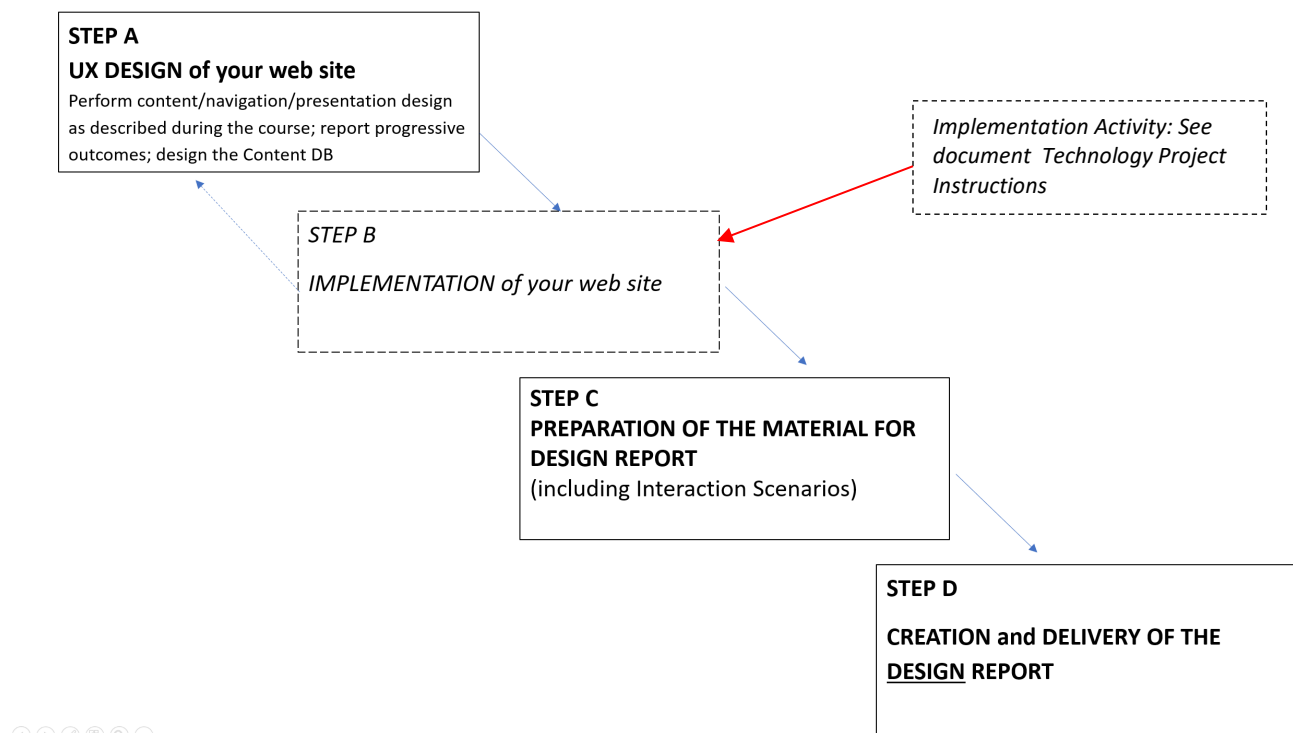 STEP A
UX DESIGN of your web site
Perform content/navigation/presentation design
as described during the course; report progressive
outcomes; design the Content DB
Implementation Activity: See
document Technology Project
Instructions
STEP B
IMPLEMENTATION of your web site
STEP C
PREPARATION OF THE MATERIAL FOR
DESIGN REPORT
(including Interaction Scenarios)
STEP D
CREATION and DELIVERY OF THE
DESIGN REPORT